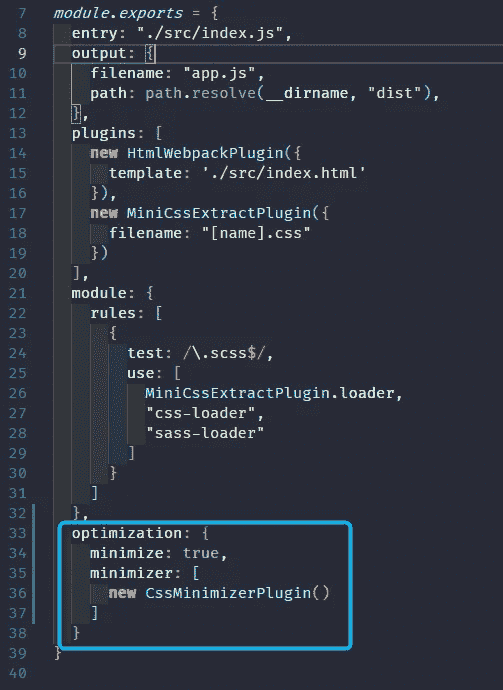 7 module.exports = {
8   entry: "./src/index.js",
9   output: {
10     filename: "app.js",
11     path: path.resolve(__dirname, "dist"),
12   },
13   plugins: [
14     new HtmlWebpackPlugin({
15       template: './src/index.html'
16     }),
17     new MiniCssExtractPlugin({
18       filename: "[name].css"
19     })
20   ],
21   module: {
22     rules: [
23       {
24         test: /\.scss$/,
25         use: [
26           MiniCssExtractPlugin.loader,
27           "css-loader",
28           "sass-loader"
29         ]
30       }
31     ]
32   },
33   optimization: {
34     minimize: true,
35     minimizer: [
36       new CssMinimizerPlugin()
37     ]
38   }
39 }
40